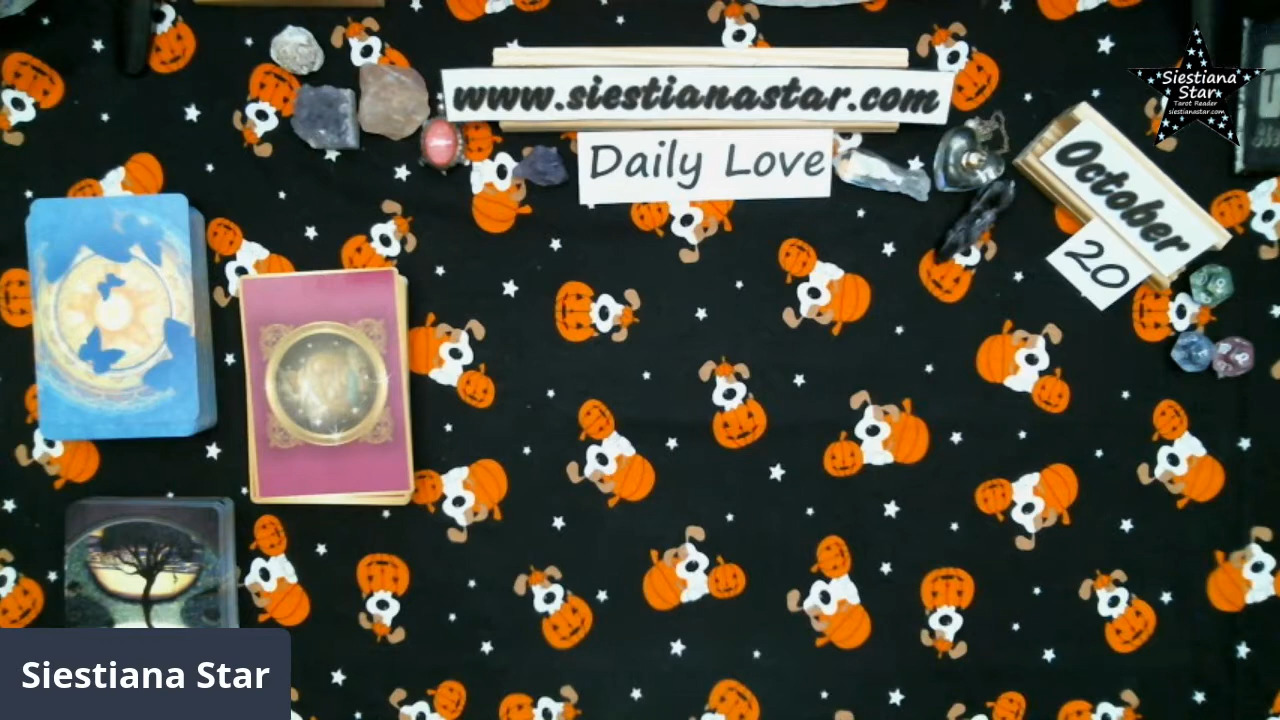 www.siestianastar.com
Daily Love
October
20
Siestiana
Star
Tarot Reader
siestianastar.com
Siestiana Star